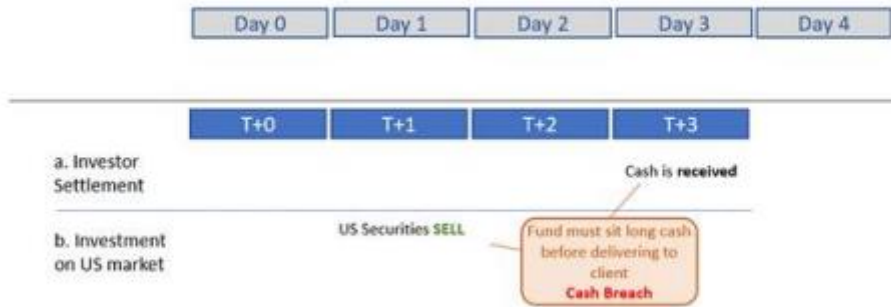 Day 0 Day 1 Day 2 Day 3 Day 4
T+0 T+1 T+2 T+3
a. Investor
Settlement
Cash is received
b. Investment
on US market
US Securities SELL
Fund must sit long cash
before delivering to
client
Cash Breach